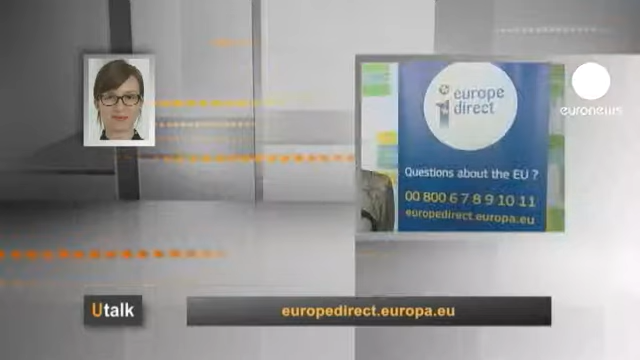 europe
direct
euronews
Questions about the EU ?
00 800 6 7 8 9 10 11
europedirect.europa.eu
Utalk
europedirect.europa.eu